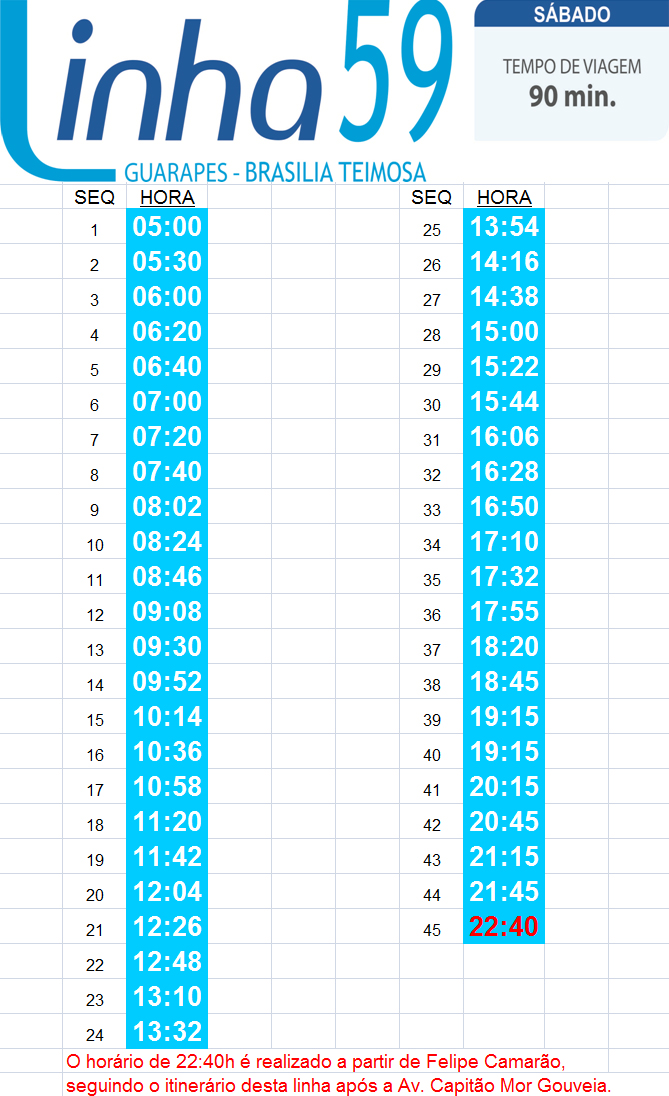 Linha 59
GUARAPES - BRASILIA TEIMOSA
SÁBADO
TEMPO DE VIAGEM
90 min.
SEQ HORA SEQ HORA
1 05:00 25 13:54
2 05:30 26 14:16
3 06:00 27 14:38
4 06:20 28 15:00
5 06:40 29 15:22
6 07:00 30 15:44
7 07:20 31 16:06
8 07:40 32 16:28
9 08:02 33 16:50
10 08:24 34 17:10
11 08:46 35 17:32
12 09:08 36 17:55
13 09:30 37 18:20
14 09:52 38 18:45
15 10:14 39 19:15
16 10:36 40 19:15
17 10:58 41 20:15
18 11:20 42 20:45
19 11:42 43 21:15
20 12:04 44 21:45
21 12:26 45 22:40
22 12:48
23 13:10
24 13:32
O horário de 22:40h é realizado a partir de Felipe Camarão,
seguindo o itinerário desta linha após a Av. Capitão Mor Gouveia.